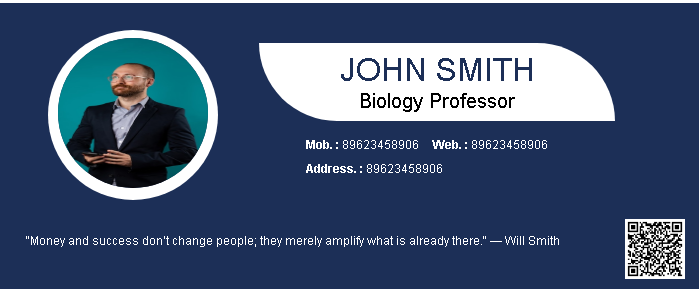 JOHN SMITH
Biology Professor
Mob. : 89623458906 Web. : 89623458906
Address. : 89623458906
"Money and success don't change people; they merely amplify what is already there." — Will Smith